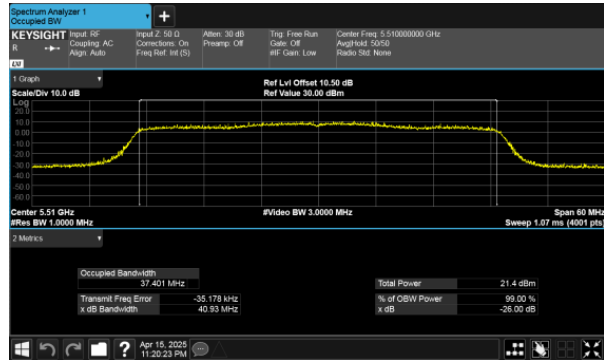 Spectrum Analyzer 1
Occupied BW
KEYSIGHT Input: RF Input Z: 50 Ω Atten: 30 dB Trig: Free Run Center Freq: 5.510000000 GHz
R Coupling: AC Corrections: On Preamp: Off Gate: Off Avg|Hold: 50/50
Align: Auto Freq Ref: Int (S) #IF Gain: Low Radio Std: None
LXI
1 Graph
Ref Lvl Offset 10.50 dB
Scale/Div 10.0 dB Ref Value 30.00 dBm
Log
20.0
10.0
0.00
-10.0
-20.0
-30.0
-40.0
-50.0
-60.0
Center 5.51 GHz #Video BW 3.0000 MHz Span 60 MHz
#Res BW 1.0000 MHz Sweep 1.07 ms (4001 pts)
2 Metrics
Occupied Bandwidth
37.401 MHz Total Power 21.4 dBm
Transmit Freq Error -35.178 kHz % of OBW Power 99.00 %
x dB Bandwidth 40.93 MHz x dB -26.00 dB
Apr 15, 2025
11:20:23 PM